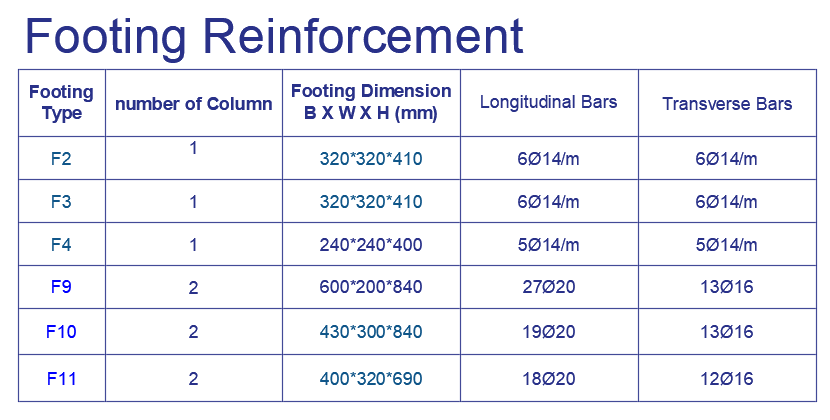 Footing Reinforcement
Footing Type number of Column Footing Dimension B X W X H (mm) Longitudinal Bars Transverse Bars
F2 1 320*320*410 6Ø14/m 6Ø14/m
F3 1 320*320*410 6Ø14/m 6Ø14/m
F4 1 240*240*400 5Ø14/m 5Ø14/m
F9 2 600*200*840 27Ø20 13Ø16
F10 2 430*300*840 19Ø20 13Ø16
F11 2 400*320*690 18Ø20 12Ø16